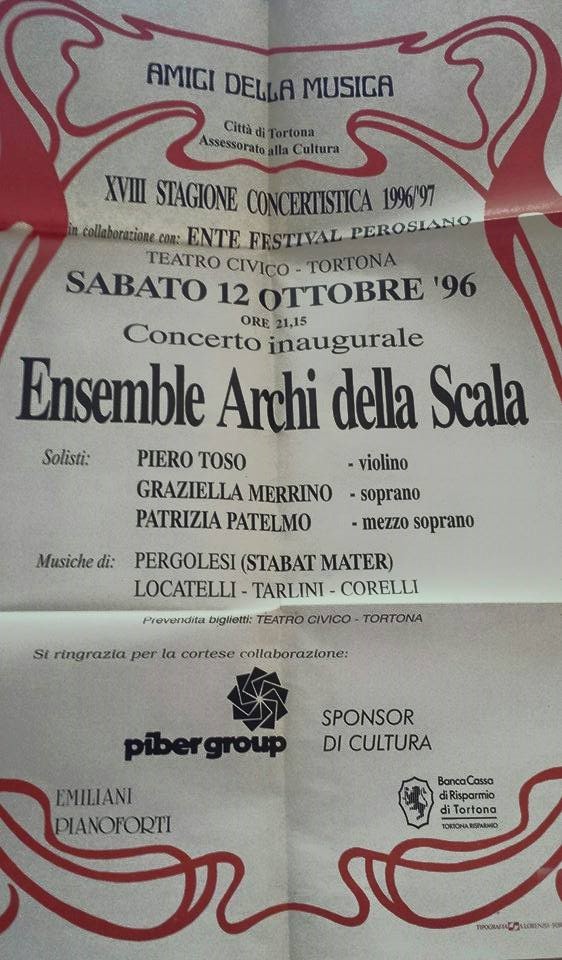 AMICI DELLA MUSICA
Città di Tortona
Assessorato alla Cultura
XVIII STAGIONE CONCERTISTICA 1996/'97
in collaborazione con: ENTE FESTIVAL PEROSIANO
TEATRO CIVICO - TORTONA
SABATO 12 OTTOBRE '96
ORE 21,15
Concerto inaugurale
Ensemble Archi della Scala
Solisti: PIERO TOSO - violino
GRAZIELLA MERRINO - soprano
PATRIZIA PATELMO - mezzo soprano
Musiche di: PERGOLESI (STABAT MATER)
LOCATELLI - TARLINI - CORELLI
Prevendita biglietti: TEATRO CIVICO - TORTONA
Si ringrazia per la cortese collaborazione:
piber group
SPONSOR
DI CULTURA
EMILIANI
PIANOFORTI
Banca Cassa
di Risparmio
di Tortona
TORTONA RISPARMIO
TIPOGRAFIA